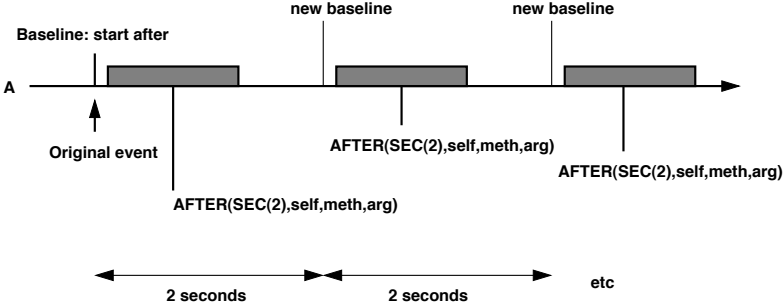 new baseline
new baseline
Baseline: start after
A
Original event
AFTER(SEC(2),self,meth,arg)
AFTER(SEC(2),self,meth,arg)
AFTER(SEC(2),self,meth,arg)
2 seconds
2 seconds
etc